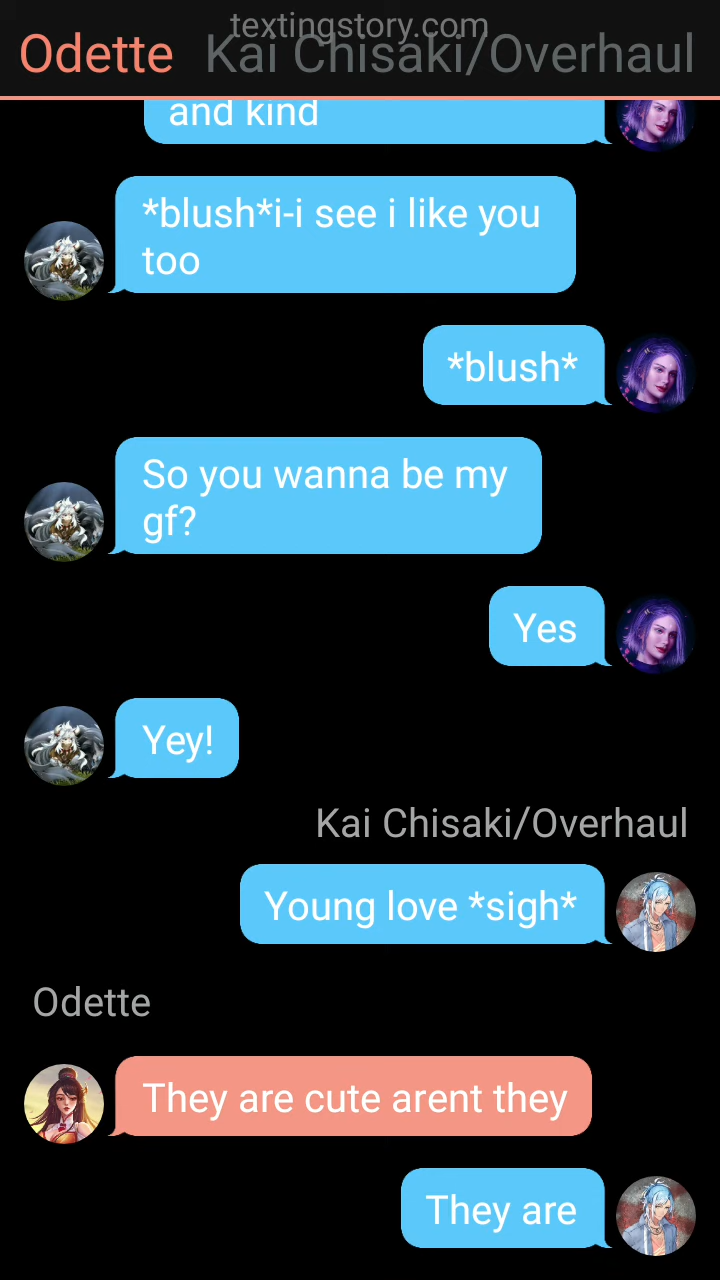 textingstory.com
Odette Kai Chisaki/Overhaul
and kind
*blush*i-i see i like you
too
*blush*
So you wanna be my
gf?
Yes
Yey!
Kai Chisaki/Overhaul
Young love *sigh*
Odette
They are cute arent they
They are